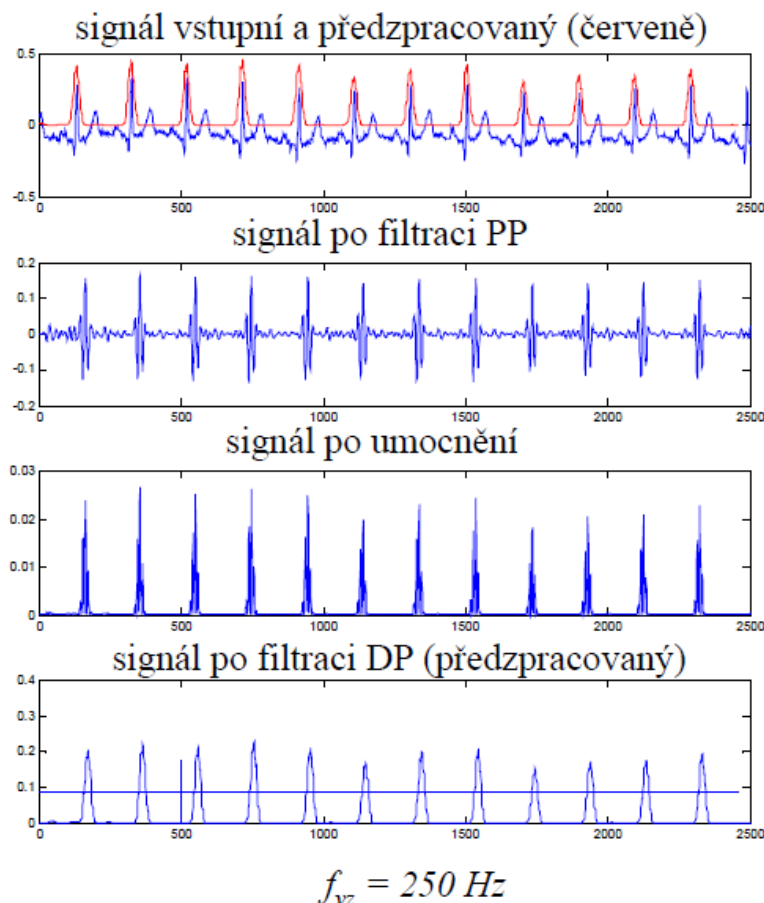 signál vstupní a předzpracovaný (červeně)
0.5
0
-0.5
0 500 1000 1500 2000 2500
signál po filtraci PP
0.2
0.1
0
-0.1
-0.2
0 500 1000 1500 2000 2500
signál po umocnění
0.03
0.02
0.01
0
0 500 1000 1500 2000 2500
signál po filtraci DP (předzpracovaný)
0.4
0.3
0.2
0.1
0
0 500 1000 1500 2000 2500
f_vz = 250 Hz